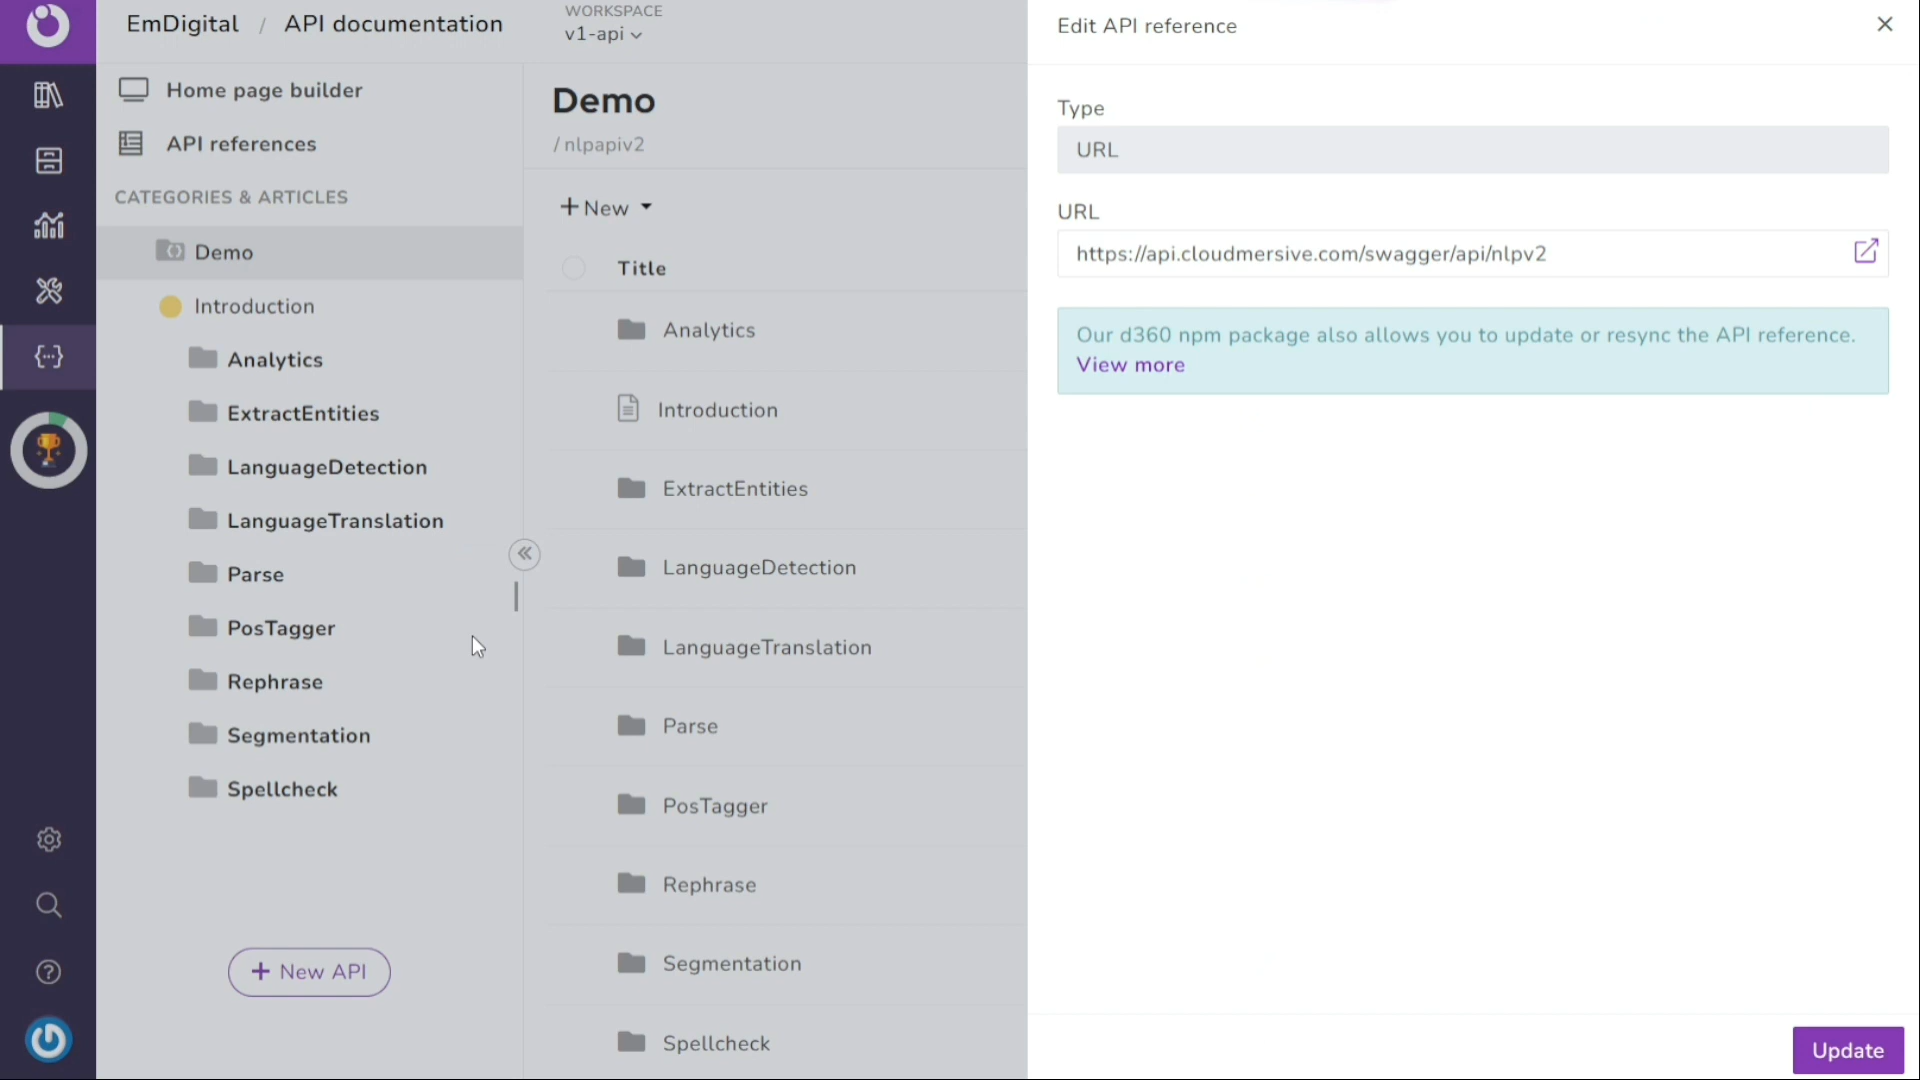 EmDigital / API documentation
WORKSPACE
v1-api
Home page builder
API references
CATEGORIES & ARTICLES
Demo
Introduction
Analytics
ExtractEntities
LanguageDetection
LanguageTranslation
Parse
PosTagger
Rephrase
Segmentation
Spellcheck
+ New API
Demo
/ nlpapiv2
+ New
Title
Analytics
Introduction
ExtractEntities
LanguageDetection
LanguageTranslation
Parse
PosTagger
Rephrase
Segmentation
Spellcheck
Edit API reference
Type
URL
URL
https://api.cloudmersive.com/swagger/api/nlpv2
Our d360 npm package also allows you to update or resync the API reference.
View more
Update